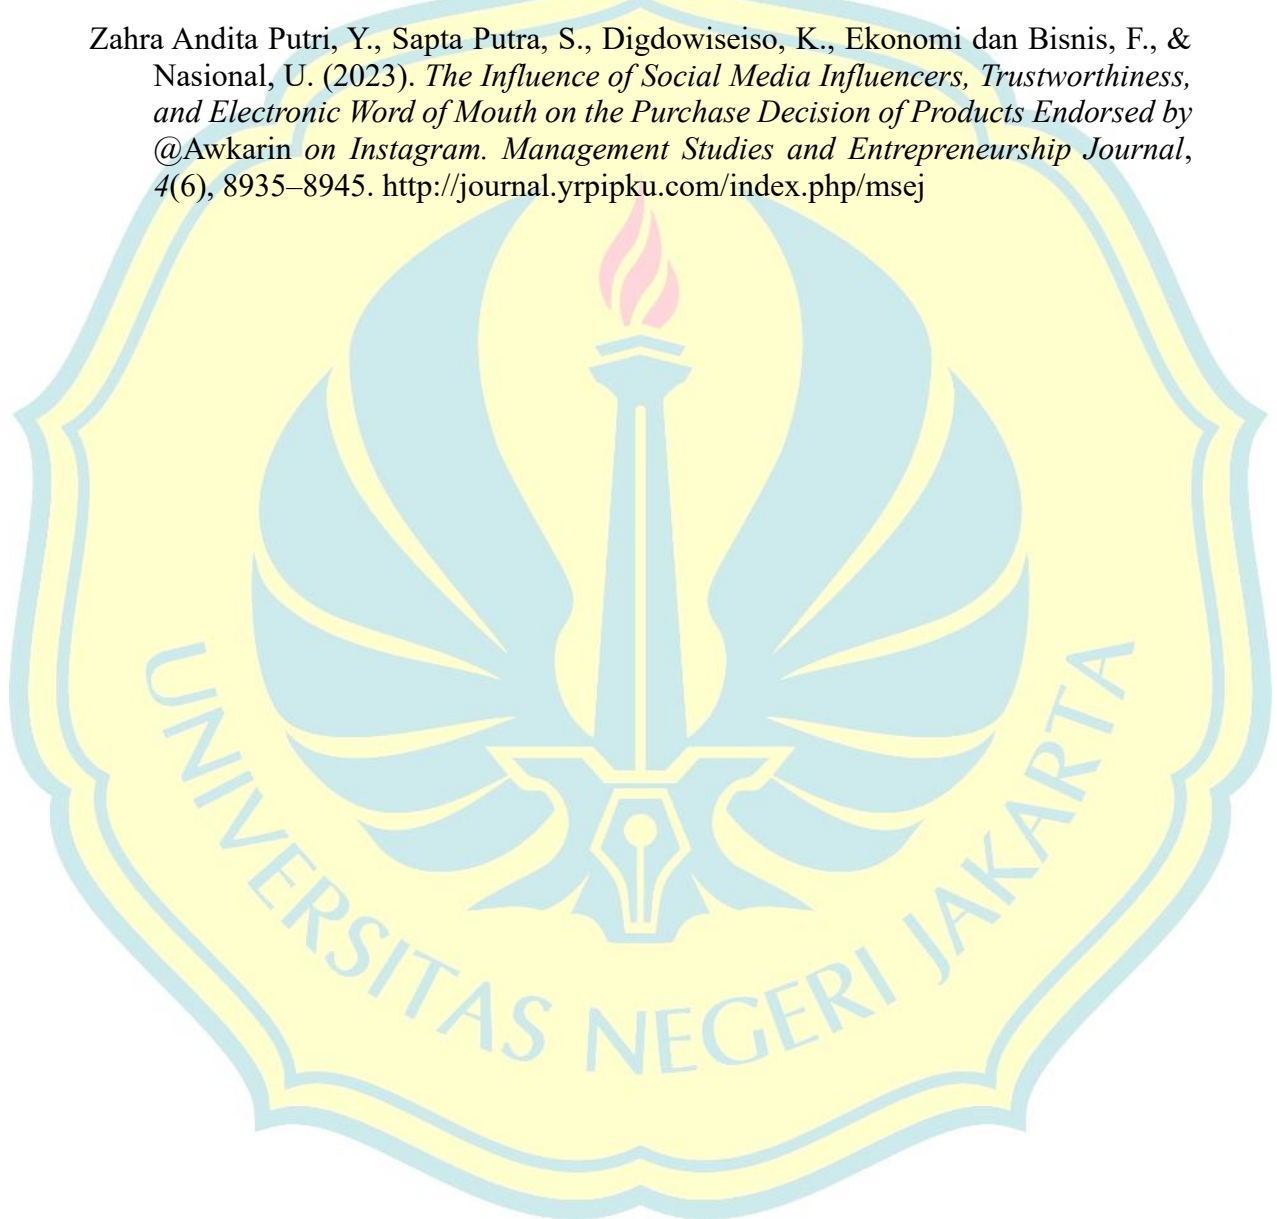 Zahra Andita Putri, Y., Sapta Putra, S., Digdowiseiso, K., Ekonomi dan Bisnis, F., &
Nasional, U. (2023). The Influence of Social Media Influencers, Trustworthiness,
and Electronic Word of Mouth on the Purchase Decision of Products Endorsed by
@Awkarin on Instagram. Management Studies and Entrepreneurship Journal,
4(6), 8935–8945. http://journal.yrpipku.com/index.php/msej
UNIVERSITAS NEGERI JAKARTA